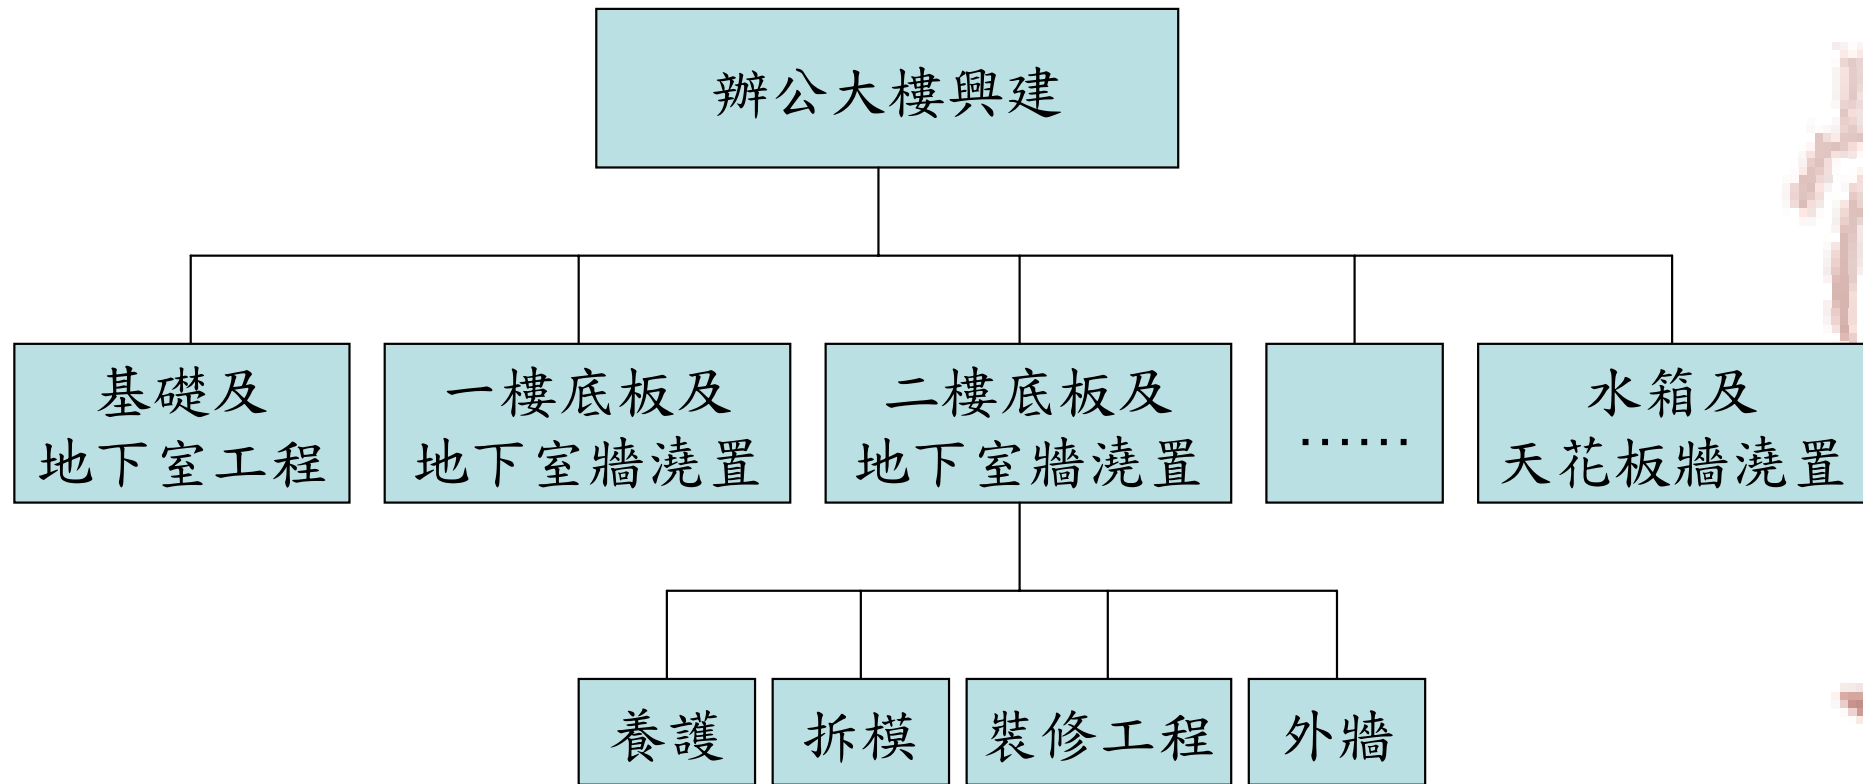 辦公大樓興建
基礎及
地下室工程
一樓底板及
地下室牆澆置
二樓底板及
地下室牆澆置
……
水箱及
天花板牆澆置
養護
拆模
裝修工程
外牆